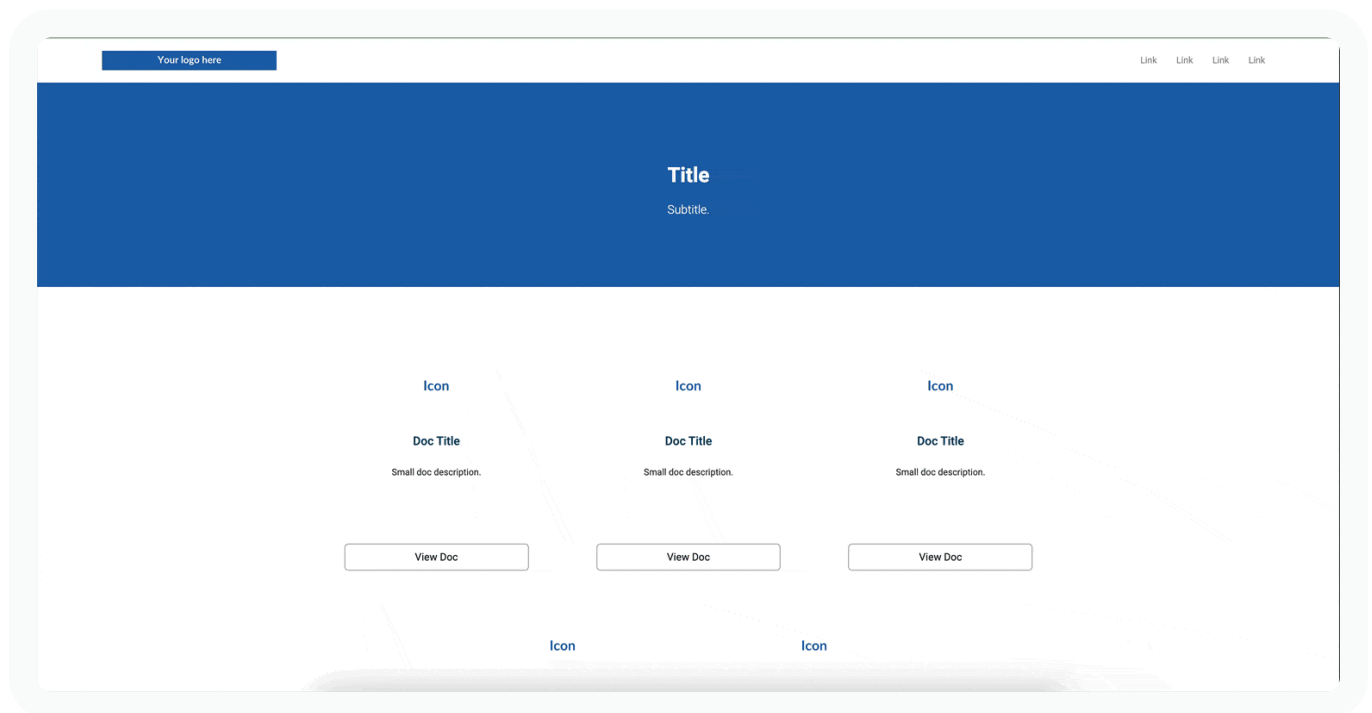 Your logo here
Link Link Link Link
Title
Subtitle.
Icon Icon Icon
Doc Title Doc Title Doc Title
Small doc description. Small doc description. Small doc description.
View Doc View Doc View Doc
Icon Icon